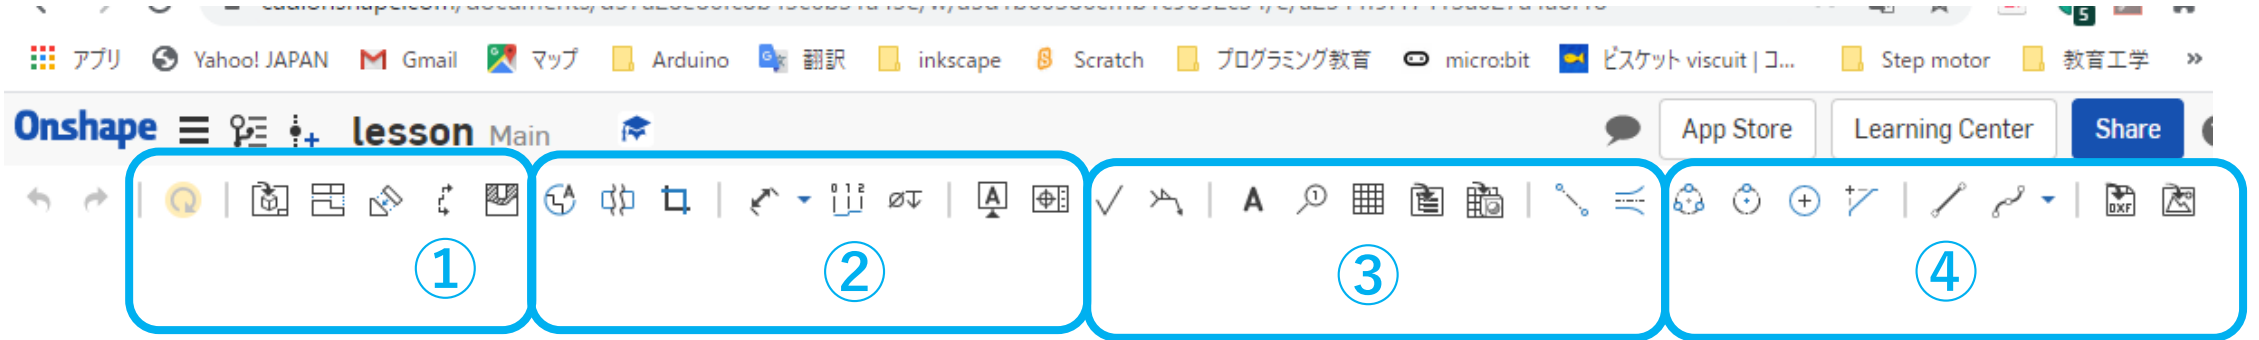 アプリ Yahoo! JAPAN Gmail マップ Arduino 翻訳 inkscape Scratch プログラミング教育 micro:bit ビスケット viscuit | コ... Step motor 教育工学 »
Onshape lesson Main App Store Learning Center Share
① ② ③ ④